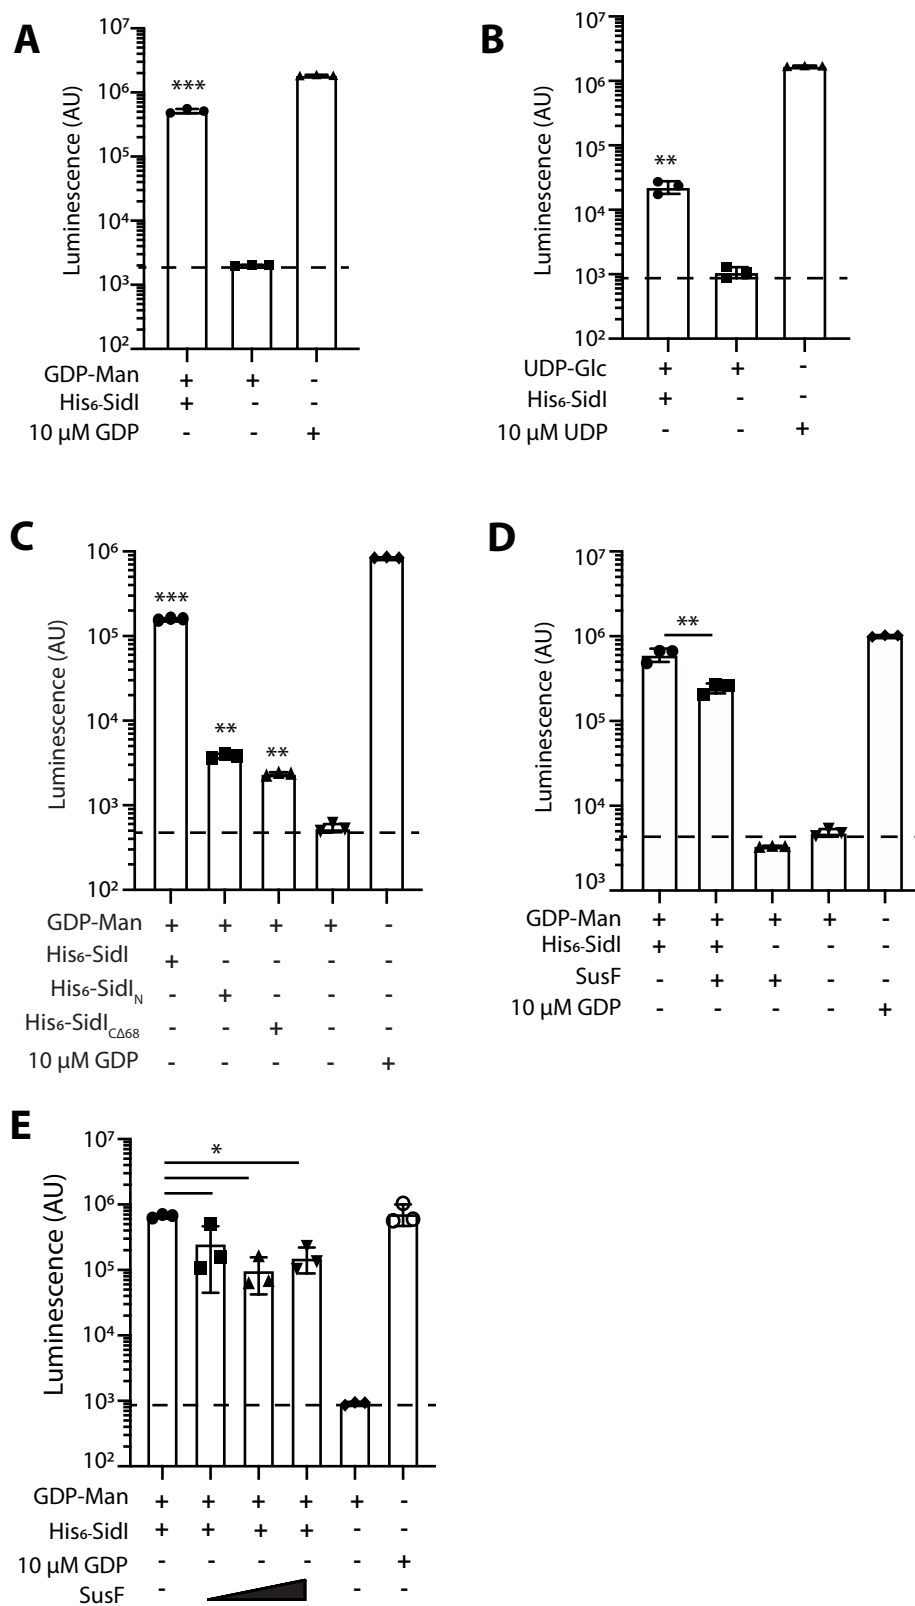 A
Luminescence (AU)
10⁷
10⁶
10⁵
10⁴
10³
10²
***
GDP-Man + + -
His₆-SidI + - -
10 µM GDP - - +
B
Luminescence (AU)
10⁷
10⁶
10⁵
10⁴
10³
10²
**
UDP-Glc + + -
His₆-SidI + - -
10 µM UDP - - +
C
Luminescence (AU)
10⁶
10⁵
10⁴
10³
10²
***
**
**
GDP-Man + + + + -
His₆-SidI + - - - -
His₆-SidI_N - + - - -
His₆-SidI_CΔ68 - - + - -
10 µM GDP - - - - +
D
Luminescence (AU)
10⁷
10⁶
10⁵
10⁴
10³
**
GDP-Man + + + + -
His₆-SidI + + - - -
SusF - + + - -
10 µM GDP - - - - +
E
Luminescence (AU)
10⁷
10⁶
10⁵
10⁴
10³
10²
*
GDP-Man + + + + + -
His₆-SidI + + + + - -
10 µM GDP - - - - - +
SusF - - -